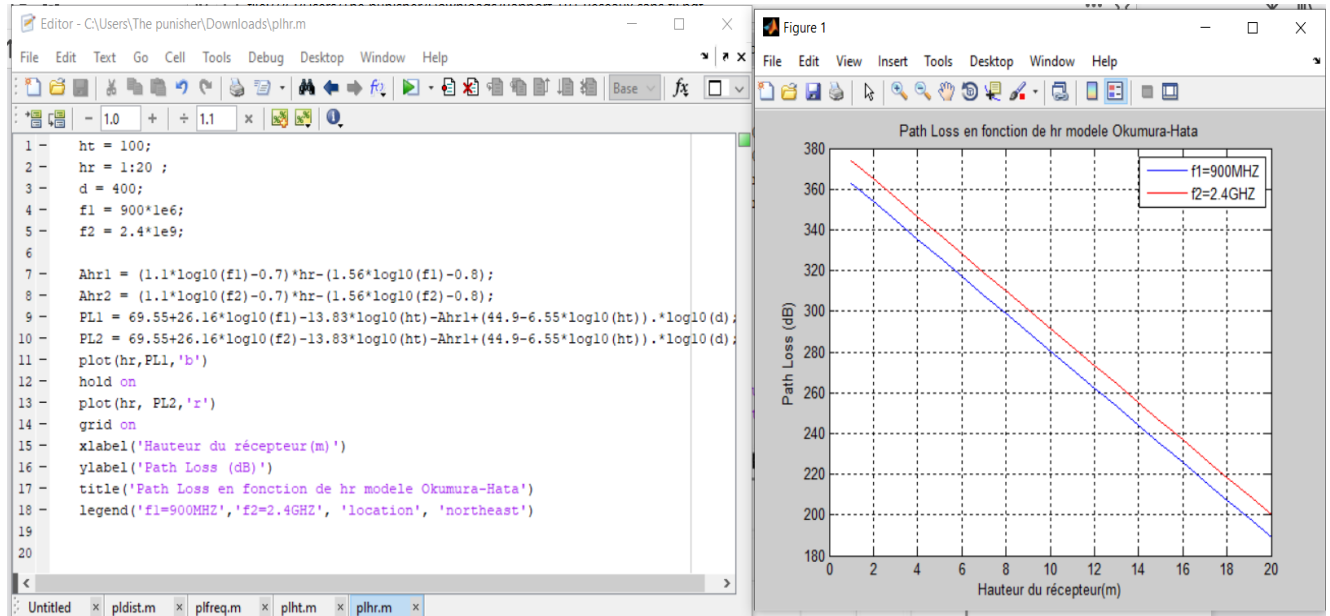 Editor - C:\Users\The punisher\Downloads\plhr.m
File Edit Text Go Cell Tools Debug Desktop Window Help
Base fx
- 1.0 + ÷ 1.1 ×
1 - ht = 100;
2 - hr = 1:20 ;
3 - d = 400;
4 - f1 = 900*1e6;
5 - f2 = 2.4*1e9;
6
7 - Ahr1 = (1.1*log10(f1)-0.7)*hr-(1.56*log10(f1)-0.8);
8 - Ahr2 = (1.1*log10(f2)-0.7)*hr-(1.56*log10(f2)-0.8);
9 - PL1 = 69.55+26.16*log10(f1)-13.83*log10(ht)-Ahr1+(44.9-6.55*log10(ht)).*log10(d);
10 - PL2 = 69.55+26.16*log10(f2)-13.83*log10(ht)-Ahr1+(44.9-6.55*log10(ht)).*log10(d);
11 - plot(hr,PL1,'b')
12 - hold on
13 - plot(hr, PL2,'r')
14 - grid on
15 - xlabel('Hauteur du récepteur(m)')
16 - ylabel('Path Loss (dB)')
17 - title('Path Loss en fonction de hr modele Okumura-Hata')
18 - legend('f1=900MHZ','f2=2.4GHZ', 'location', 'northeast')
19
20
Untitled × pldist.m × plfreq.m × plht.m × plhr.m ×
Figure 1
File Edit View Insert Tools Desktop Window Help
Path Loss en fonction de hr modele Okumura-Hata
380
360
340
320
300
280
260
240
220
200
180
Path Loss (dB)
f1=900MHZ
f2=2.4GHZ
0 2 4 6 8 10 12 14 16 18 20
Hauteur du récepteur(m)